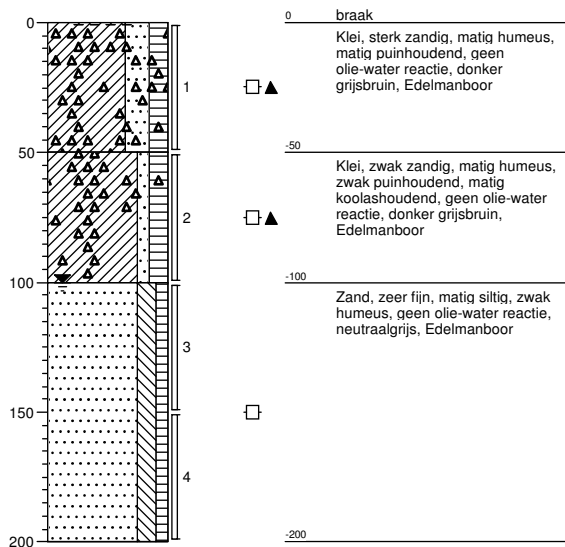 0
50
100
150
200
1
2
3
4
0 braak
Klei, sterk zandig, matig humeus,
matig puinhoudend, geen
olie-water reactie, donker
grijsbruin, Edelmanboor
-50
Klei, zwak zandig, matig humeus,
zwak puinhoudend, matig
koolashoudend, geen olie-water
reactie, donker grijsbruin,
Edelmanboor
-100
Zand, zeer fijn, matig siltig, zwak
humeus, geen olie-water reactie,
neutraalgrijs, Edelmanboor
-200